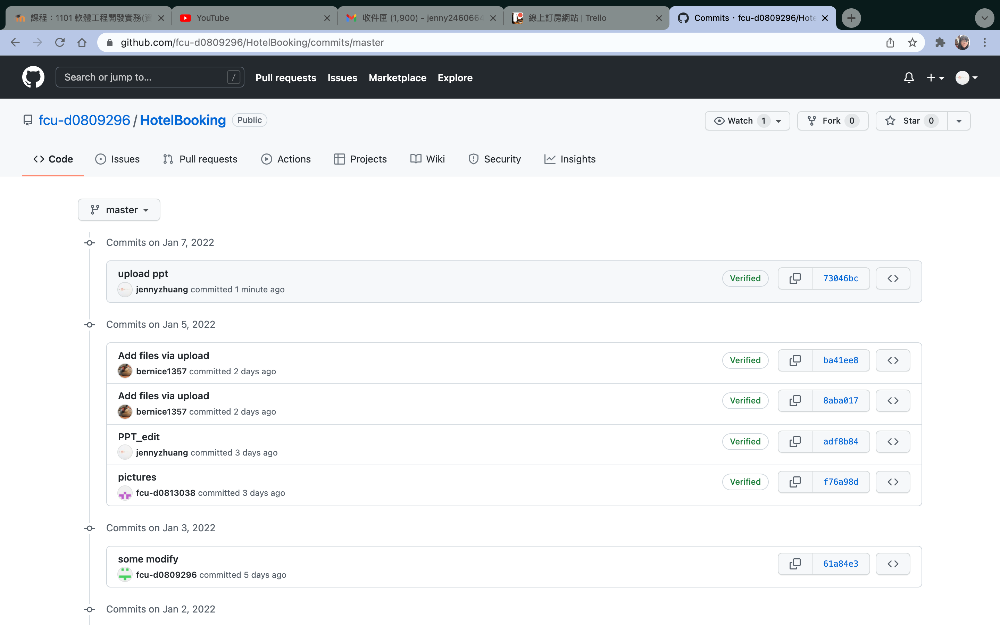 課程：1101 軟體工程開發實務(資
YouTube
收件匣 (1,900) - jenny2460664
線上訂房網站 | Trello
Commits · fcu-d0809296/Hote
github.com/fcu-d0809296/HotelBooking/commits/master
Search or jump to... /
Pull requests Issues Marketplace Explore
fcu-d0809296 / HotelBooking Public
Watch 1 Fork 0 Star 0
Code Issues Pull requests Actions Projects Wiki Security Insights
master
Commits on Jan 7, 2022
upload ppt
Verified 73046bc
jennyzhuang committed 1 minute ago
Commits on Jan 5, 2022
Add files via upload
Verified ba41ee8
bernice1357 committed 2 days ago
Add files via upload
Verified 8aba017
bernice1357 committed 2 days ago
PPT_edit
Verified adf8b84
jennyzhuang committed 3 days ago
pictures
Verified f76a98d
fcu-d0813038 committed 3 days ago
Commits on Jan 3, 2022
some modify
61a84e3
fcu-d0809296 committed 5 days ago
Commits on Jan 2, 2022